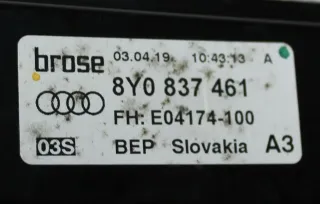 brose 03.04.19 10:43:13 A
8Y0 837 461
FH: E04174-100
03S BEP Slovakia A3